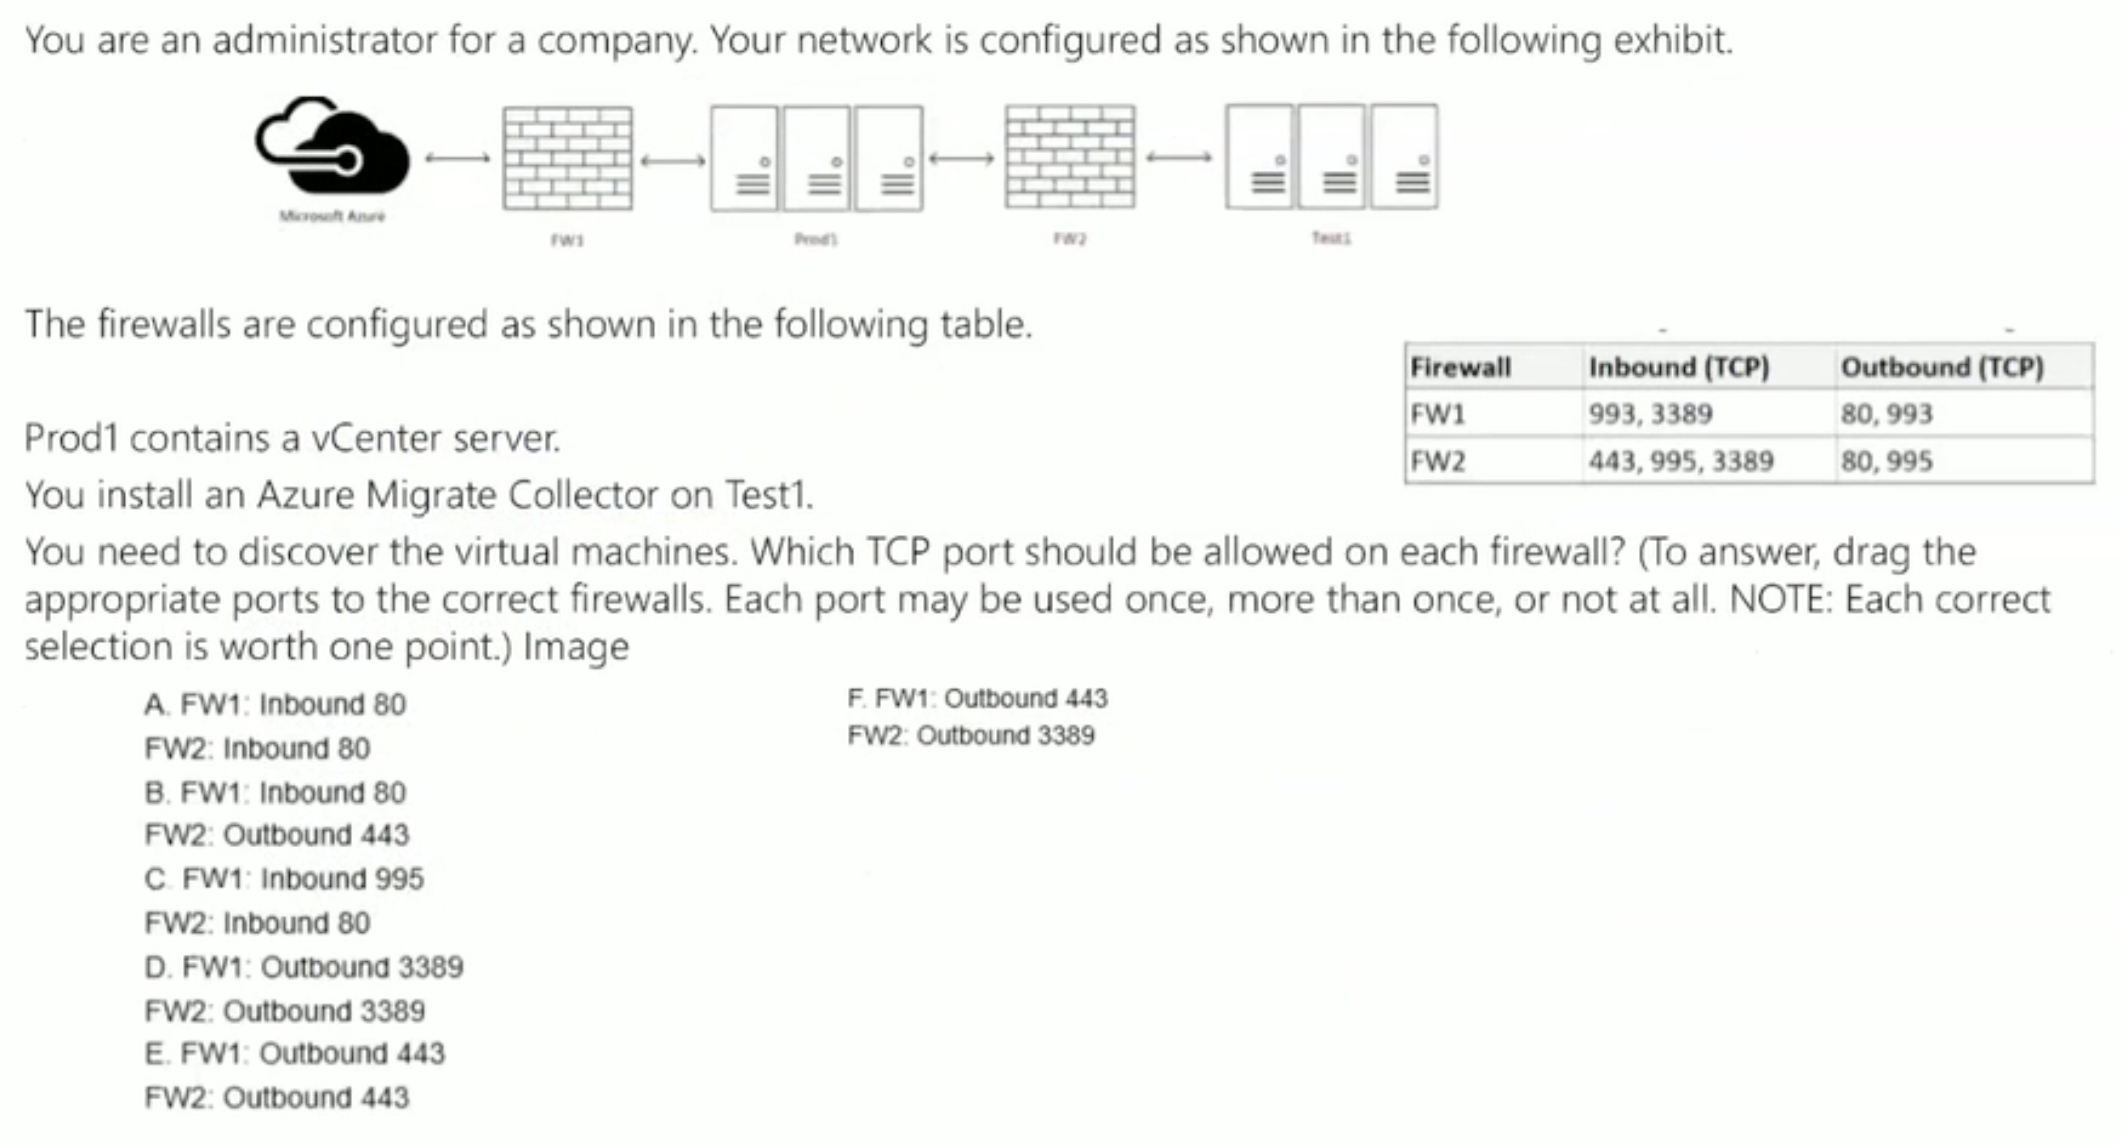 You are an administrator for a company. Your network is configured as shown in the following exhibit.
Microsoft Azure
FW1
Prod1
FW2
Test1
The firewalls are configured as shown in the following table.
Firewall Inbound (TCP) Outbound (TCP)
FW1 993, 3389 80, 993
FW2 443, 995, 3389 80, 995
Prod1 contains a vCenter server.
You install an Azure Migrate Collector on Test1.
You need to discover the virtual machines. Which TCP port should be allowed on each firewall? (To answer, drag the
appropriate ports to the correct firewalls. Each port may be used once, more than once, or not at all. NOTE: Each correct
selection is worth one point.) Image
A. FW1: Inbound 80
FW2: Inbound 80
B. FW1: Inbound 80
FW2: Outbound 443
C. FW1: Inbound 995
FW2: Inbound 80
D. FW1: Outbound 3389
FW2: Outbound 3389
E. FW1: Outbound 443
FW2: Outbound 443
F. FW1: Outbound 443
FW2: Outbound 3389